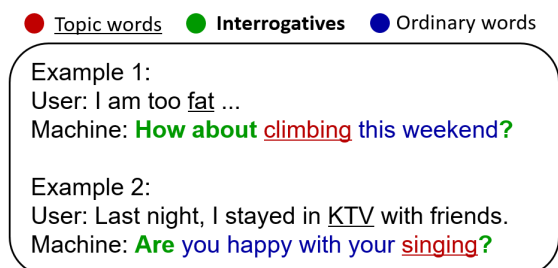 Topic words Interrogatives Ordinary words
Example 1:
User: I am too fat ...
Machine: How about climbing this weekend?
Example 2:
User: Last night, I stayed in KTV with friends.
Machine: Are you happy with your singing?